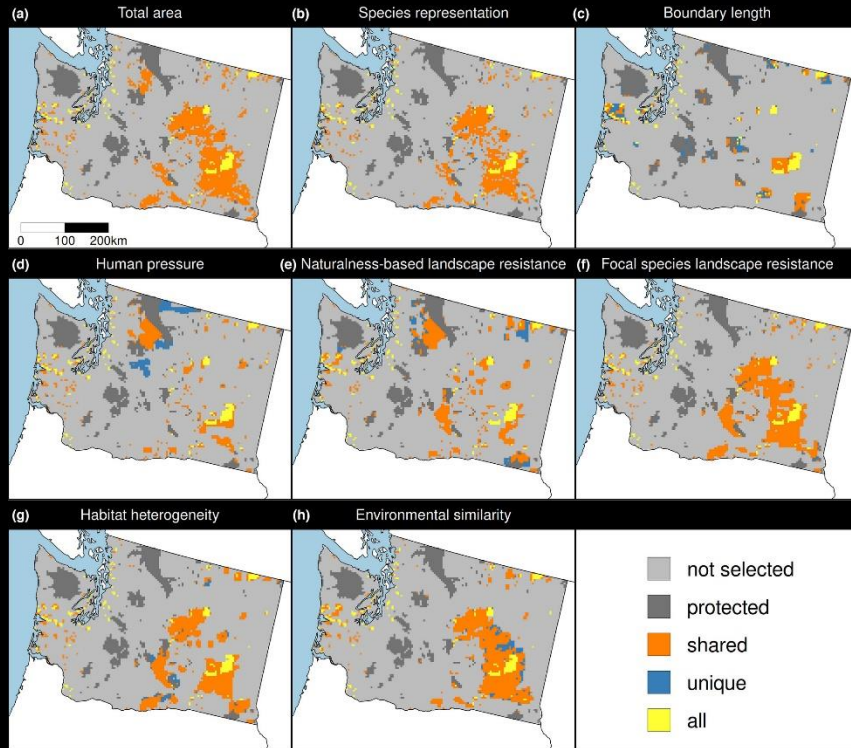 (a) Total area
(b) Species representation
(c) Boundary length
0 100 200km
(d) Human pressure
(e) Naturalness-based landscape resistance
(f) Focal species landscape resistance
(g) Habitat heterogeneity
(h) Environmental similarity
not selected
protected
shared
unique
all